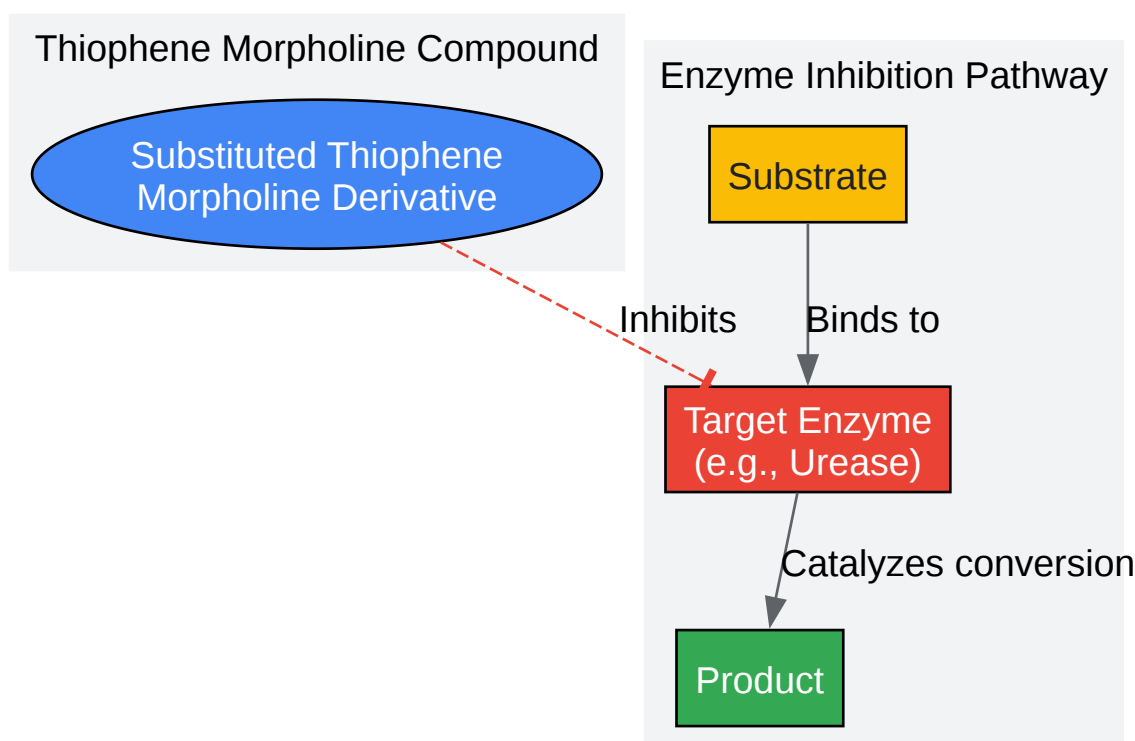 Thiophene Morpholine Compound
Substituted Thiophene
Morpholine Derivative
Enzyme Inhibition Pathway
Substrate
Inhibits
Binds to
Target Enzyme
(e.g., Urease)
Catalyzes conversion
Product